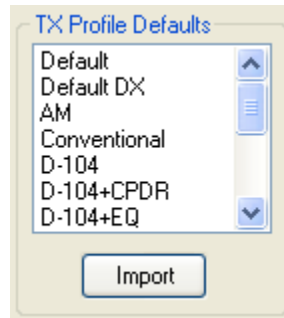 TX Profile Defaults
Default
Default DX
AM
Conventional
D-104
D-104+CPDR
D-104+EQ
Import